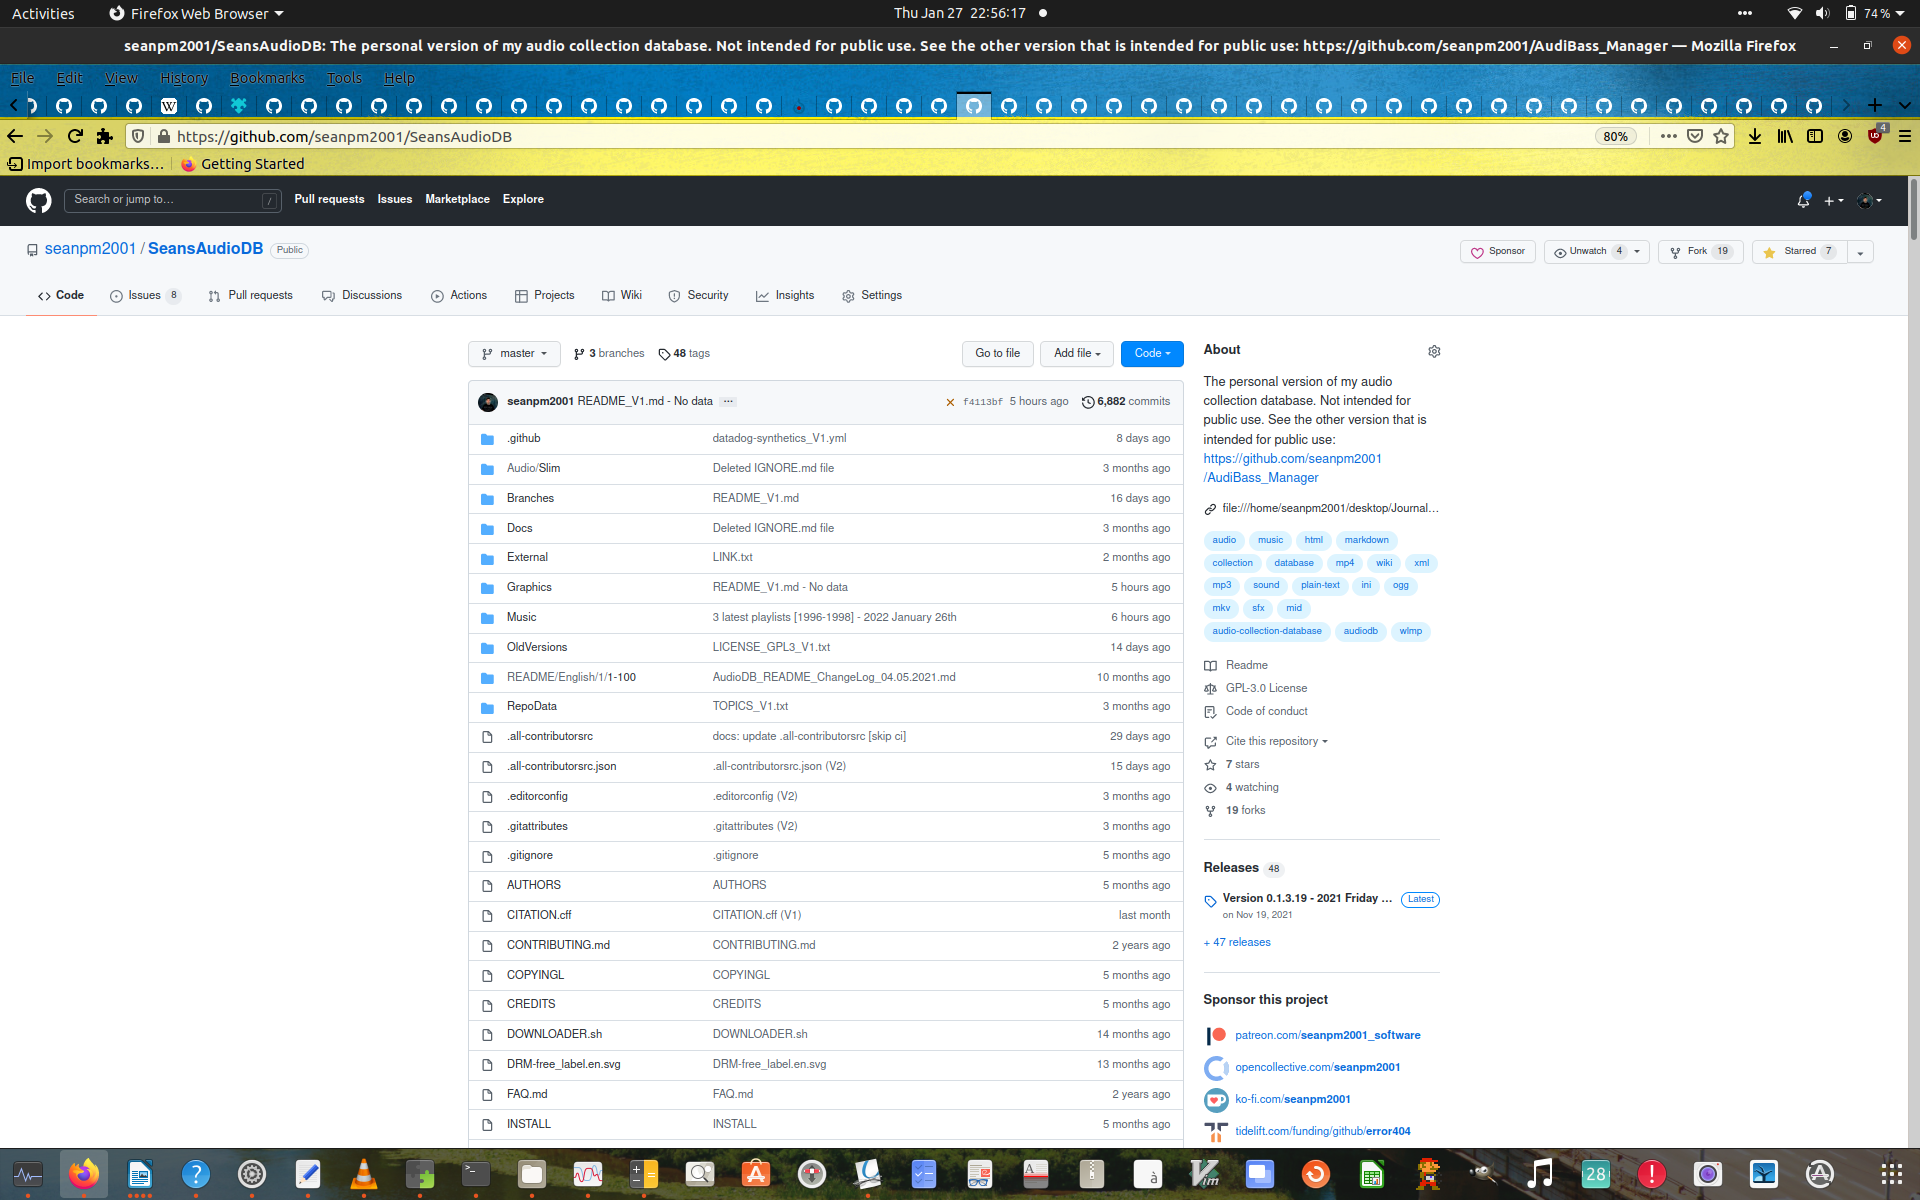 Activities
Firefox Web Browser
Thu Jan 27 22:56:17
74 %
seanpm2001/SeansAudioDB: The personal version of my audio collection database. Not intended for public use. See the other version that is intended for public use: https://github.com/seanpm2001/AudiBass_Manager — Mozilla Firefox
File Edit View History Bookmarks Tools Help
https://github.com/seanpm2001/SeansAudioDB
80%
4
Import bookmarks…
Getting Started
Search or jump to…
/
Pull requests Issues Marketplace Explore
seanpm2001 / SeansAudioDB Public
Sponsor
Unwatch 4
Fork 19
Starred 7
Code
Issues 8
Pull requests
Discussions
Actions
Projects
Wiki
Security
Insights
Settings
master
3 branches
48 tags
Go to file
Add file
Code
seanpm2001 README_V1.md - No data ...
f4113bf 5 hours ago 6,882 commits
.github datadog-synthetics_V1.yml 8 days ago
Audio/Slim Deleted IGNORE.md file 3 months ago
Branches README_V1.md 16 days ago
Docs Deleted IGNORE.md file 3 months ago
External LINK.txt 2 months ago
Graphics README_V1.md - No data 5 hours ago
Music 3 latest playlists [1996-1998] - 2022 January 26th 6 hours ago
OldVersions LICENSE_GPL3_V1.txt 14 days ago
README/English/1/1-100 AudioDB_README_ChangeLog_04.05.2021.md 10 months ago
RepoData TOPICS_V1.txt 3 months ago
.all-contributorsrc docs: update .all-contributorsrc [skip ci] 29 days ago
.all-contributorsrc.json .all-contributorsrc.json (V2) 15 days ago
.editorconfig .editorconfig (V2) 3 months ago
.gitattributes .gitattributes (V2) 3 months ago
.gitignore .gitignore 5 months ago
AUTHORS AUTHORS 5 months ago
CITATION.cff CITATION.cff (V1) last month
CONTRIBUTING.md CONTRIBUTING.md 2 years ago
COPYINGL COPYINGL 5 months ago
CREDITS CREDITS 5 months ago
DOWNLOADER.sh DOWNLOADER.sh 14 months ago
DRM-free_label.en.svg DRM-free_label.en.svg 13 months ago
FAQ.md FAQ.md 2 years ago
INSTALL INSTALL 5 months ago
About
The personal version of my audio
collection database. Not intended for
public use. See the other version that is
intended for public use:
https://github.com/seanpm2001
/AudiBass_Manager
file:///home/seanpm2001/desktop/Journal…
audio music html markdown
collection database mp4 wiki xml
mp3 sound plain-text ini ogg
mkv sfx mid
audio-collection-database audiodb wlmp
Readme
GPL-3.0 License
Code of conduct
Cite this repository
7 stars
4 watching
19 forks
Releases 48
Version 0.1.3.19 - 2021 Friday ... Latest
on Nov 19, 2021
+ 47 releases
Sponsor this project
patreon.com/seanpm2001_software
opencollective.com/seanpm2001
ko-fi.com/seanpm2001
tidelift.com/funding/github/error404
28